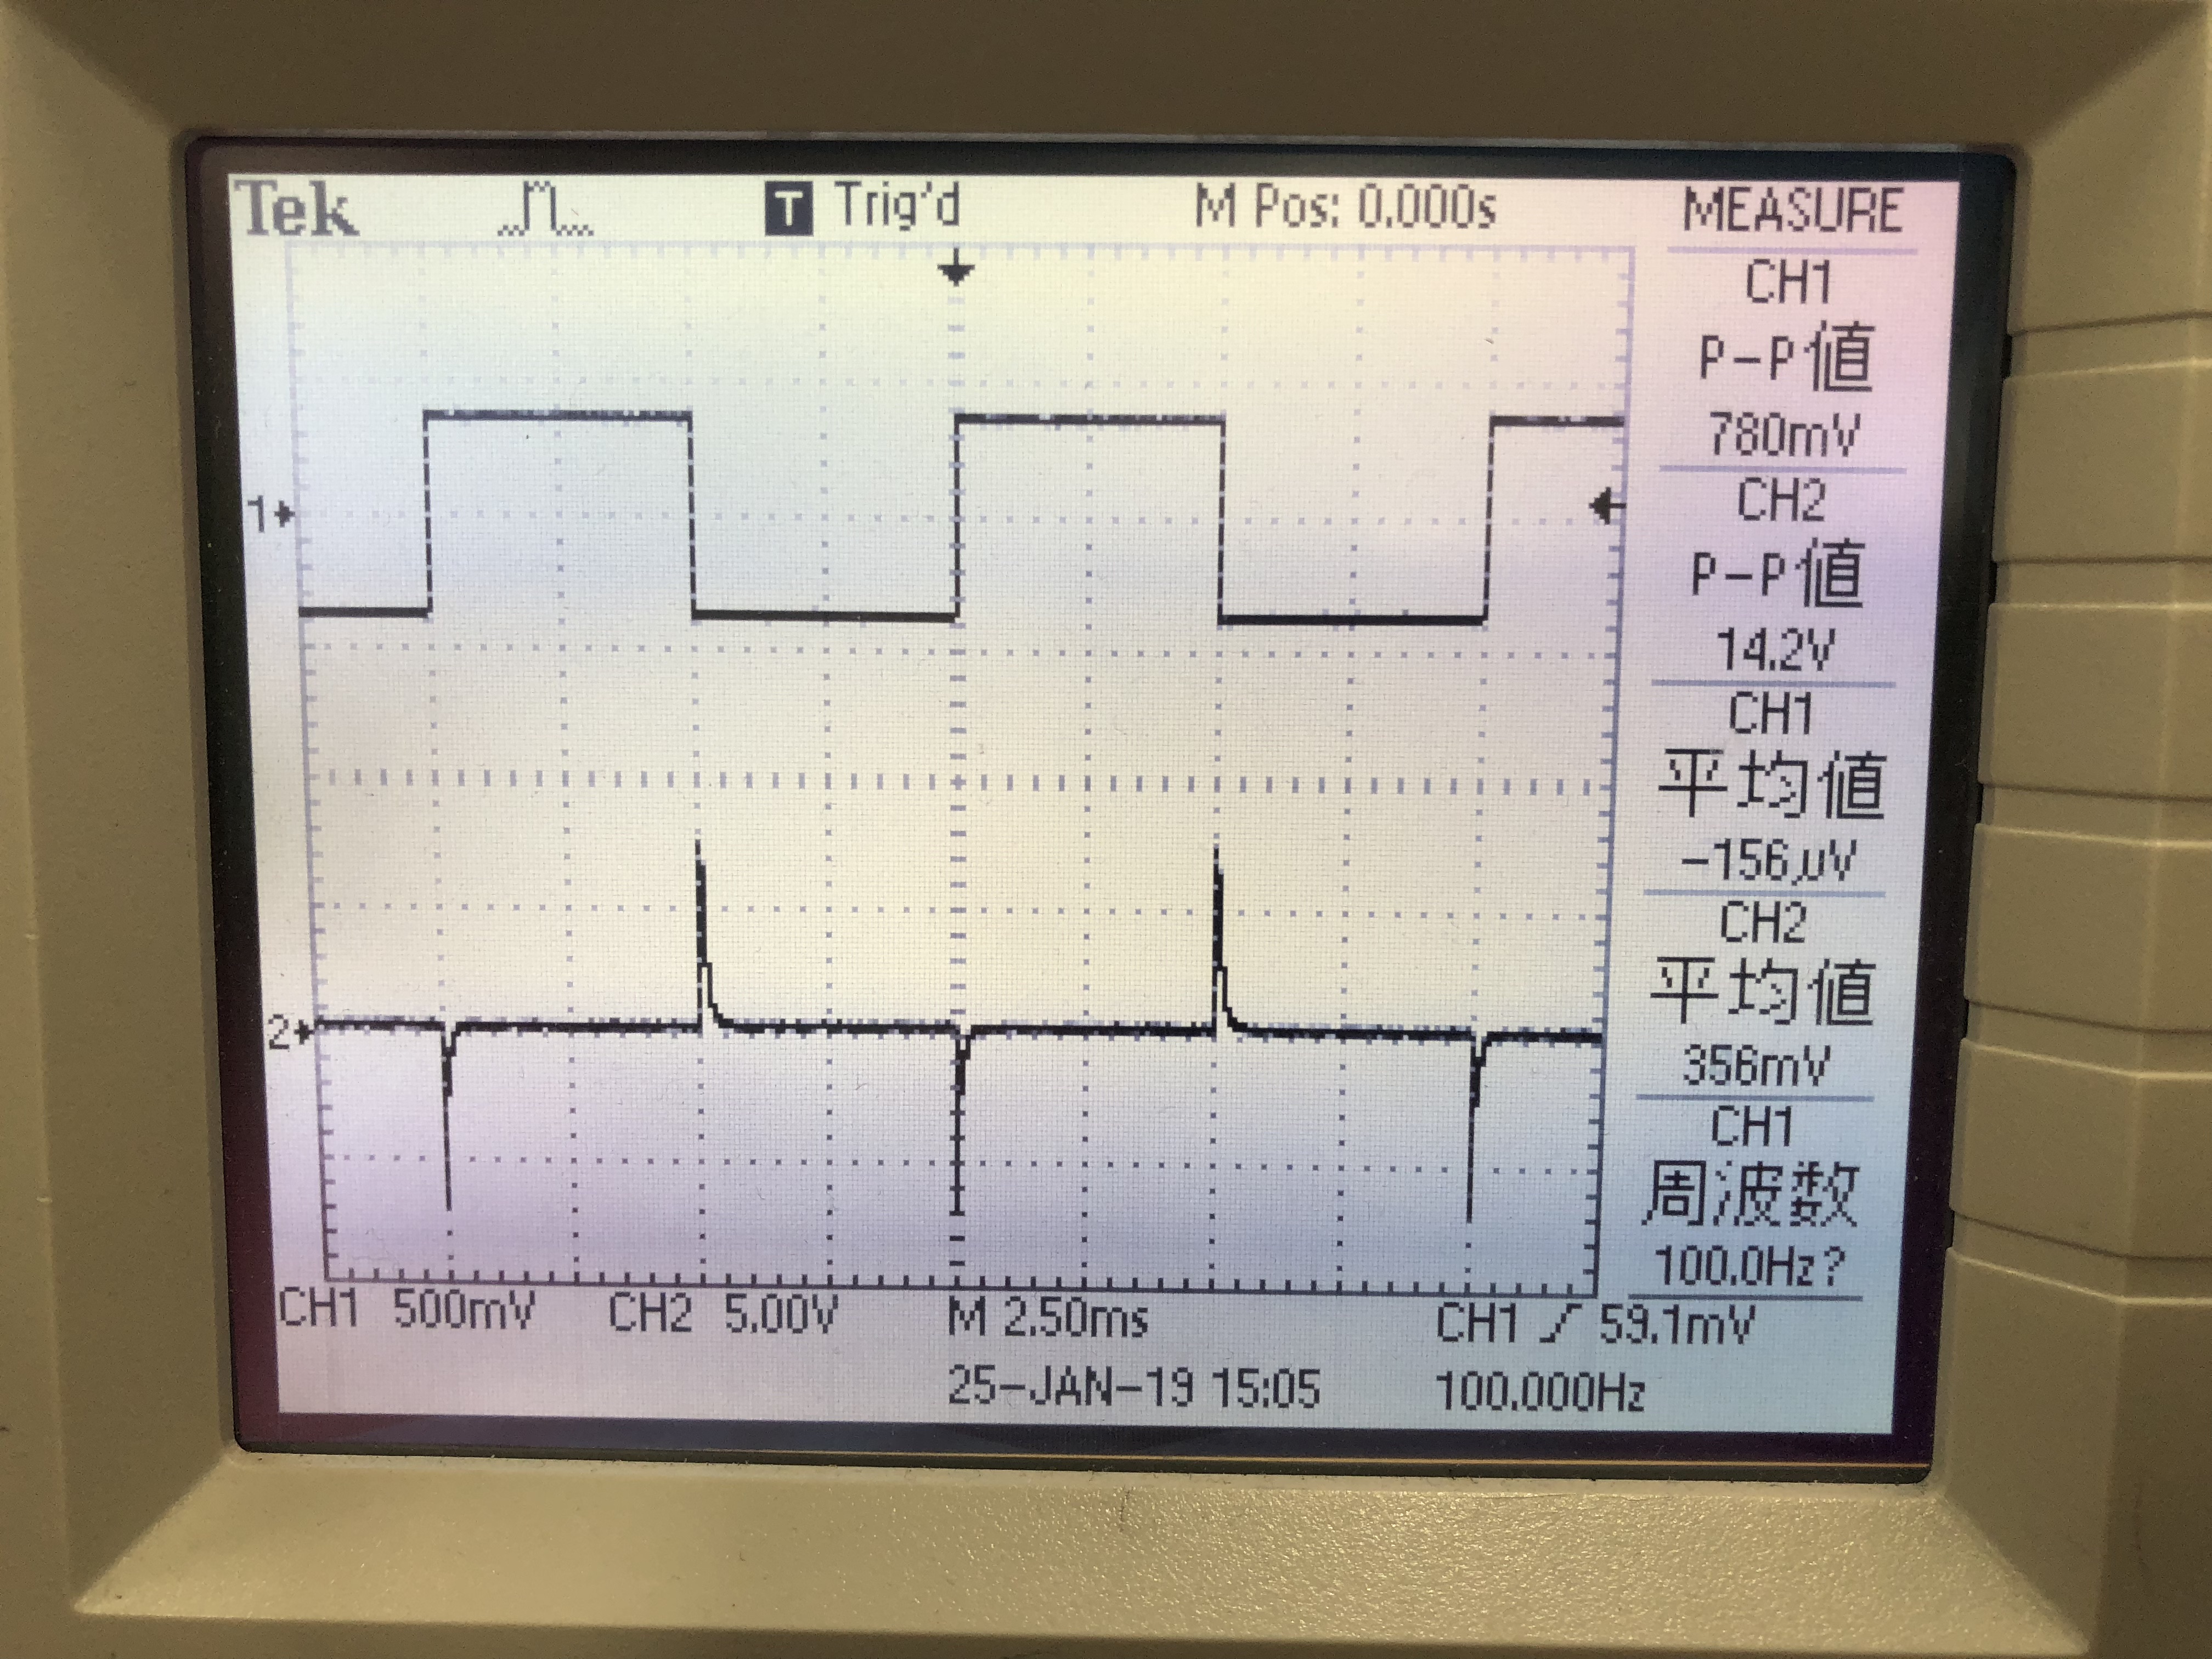 Tek T Trig'd M Pos: 0.000s MEASURE
CH1
P-P値
780mV
CH2
P-P値
14.2V
CH1
平均値
-156μV
CH2
平均値
356mV
CH1
周波数
100.0Hz?
1
2
CH1 500mV CH2 5.00V M 2.50ms CH1 59.1mV
25-JAN-19 15:05 100.000Hz